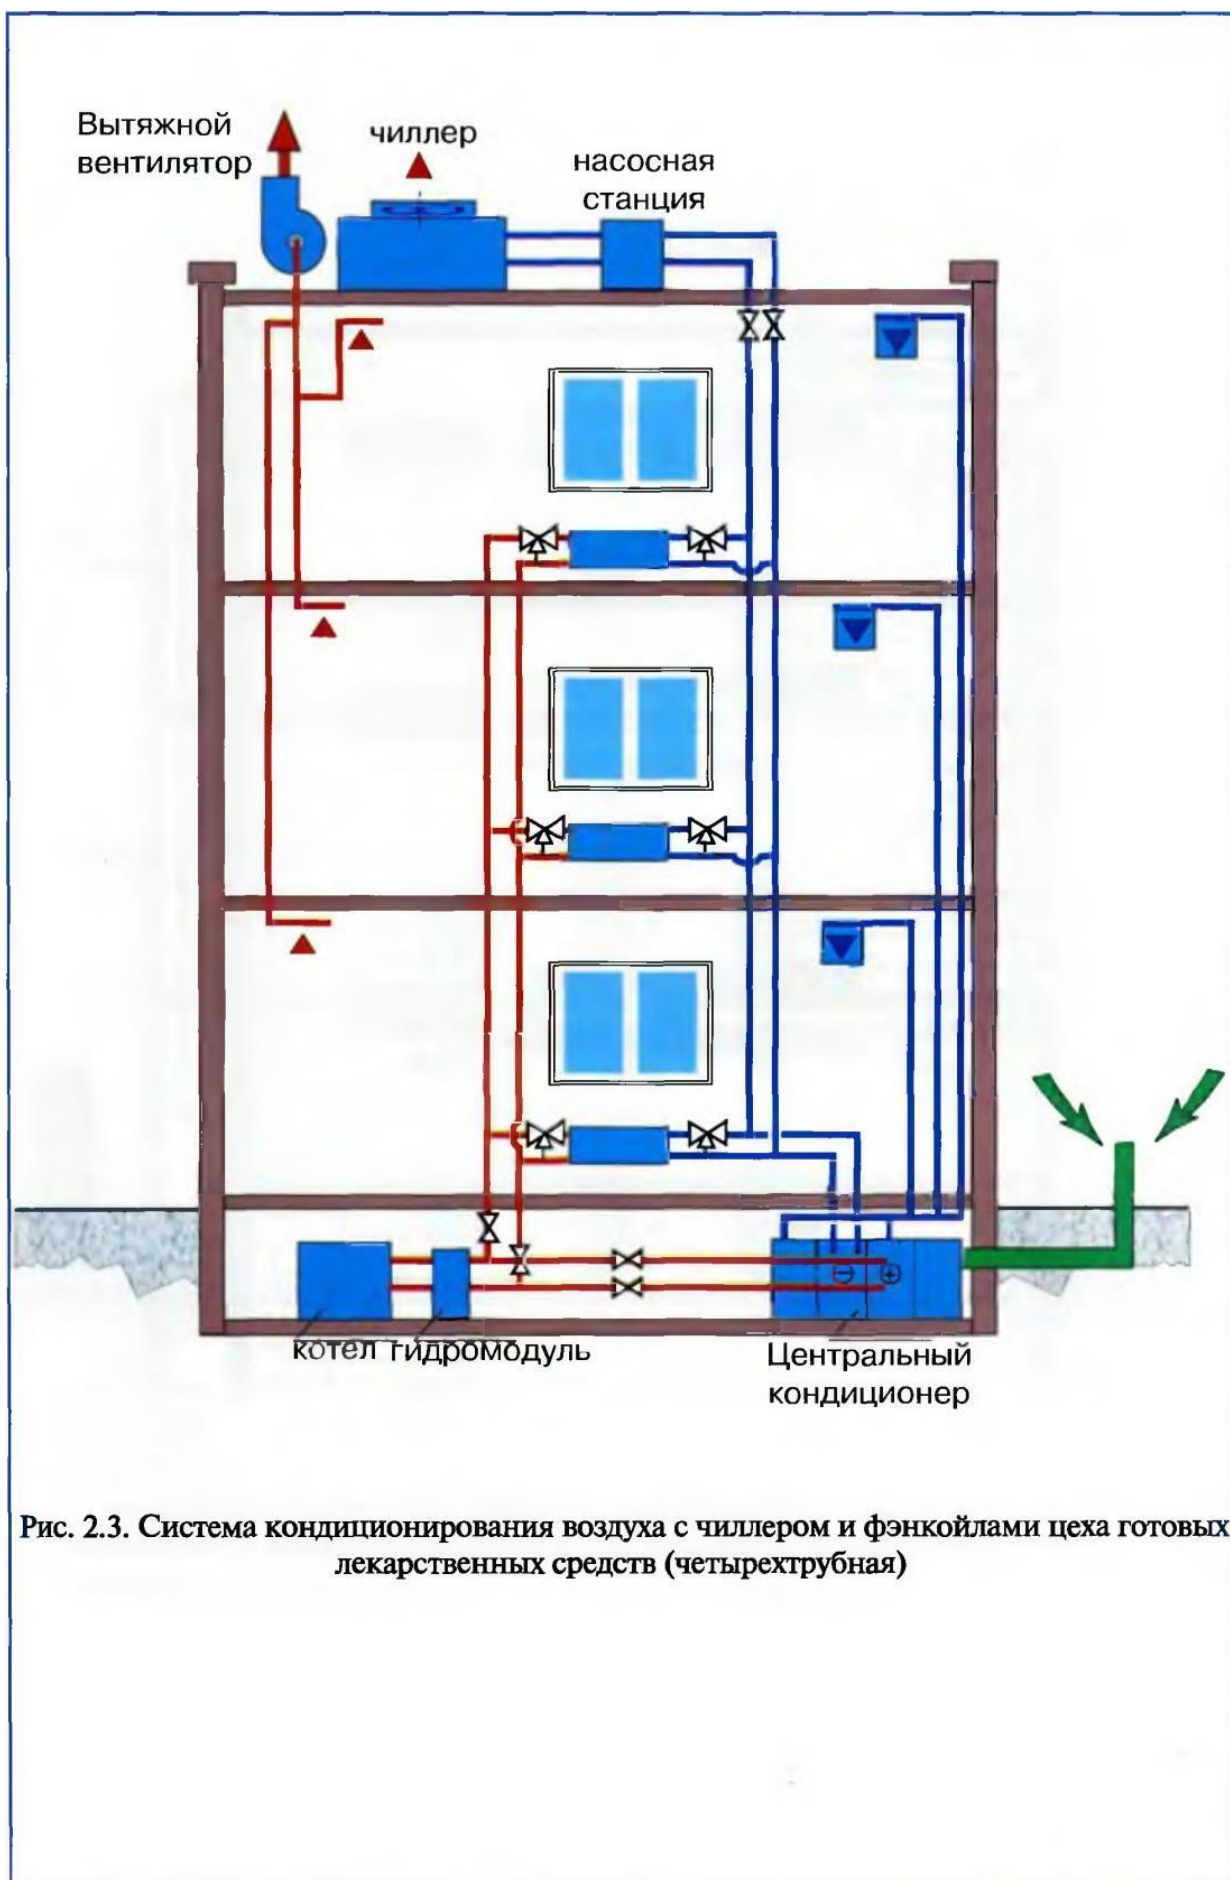 Вытяжной
вентилятор
чиллер
насосная
станция
котел гидромодуль
Центральный
кондиционер
Рис. 2.3. Система кондиционирования воздуха с чиллером и фэнкойлами цеха готовых
лекарственных средств (четырехтрубная)